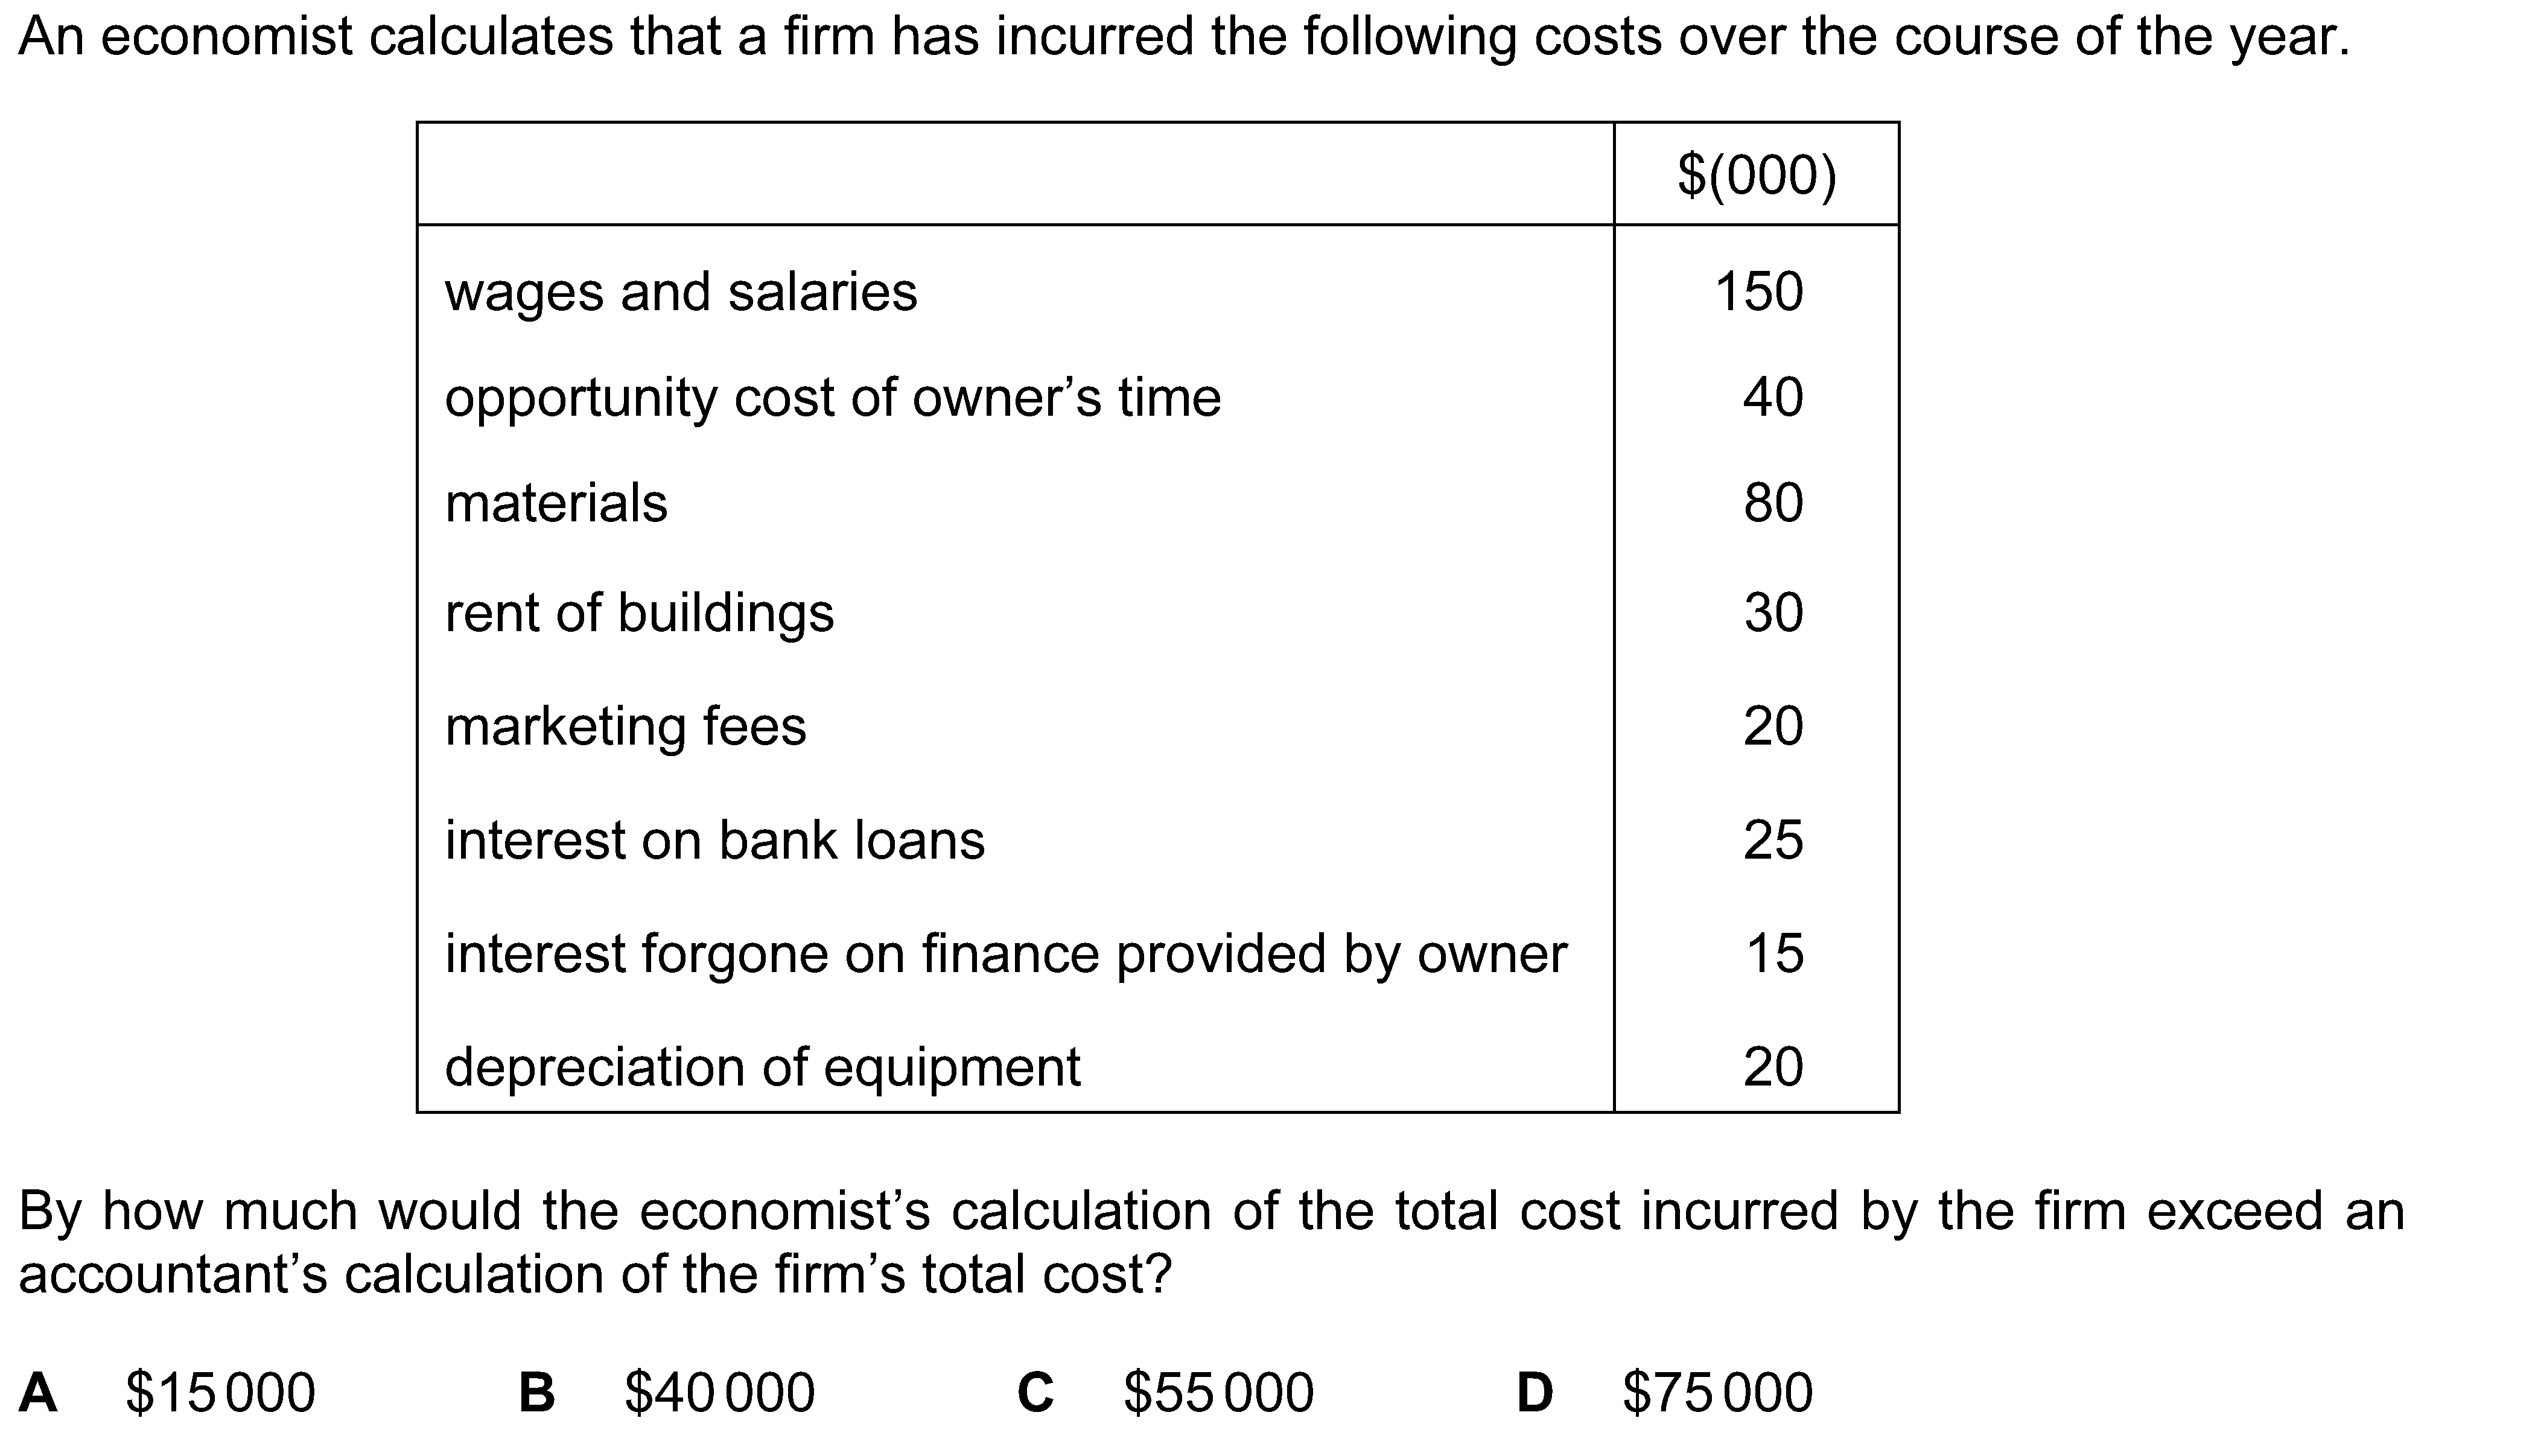 An economist calculates that a firm has incurred the following costs over the course of the year.
$(000)
wages and salaries 150
opportunity cost of owner’s time 40
materials 80
rent of buildings 30
marketing fees 20
interest on bank loans 25
interest forgone on finance provided by owner 15
depreciation of equipment 20
By how much would the economist’s calculation of the total cost incurred by the firm exceed an
accountant’s calculation of the firm’s total cost?
A $15 000 B $40 000 C $55 000 D $75 000